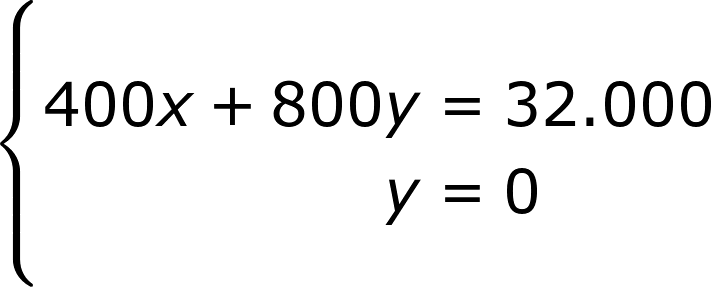 400x + 800y = 32.000
y = 0